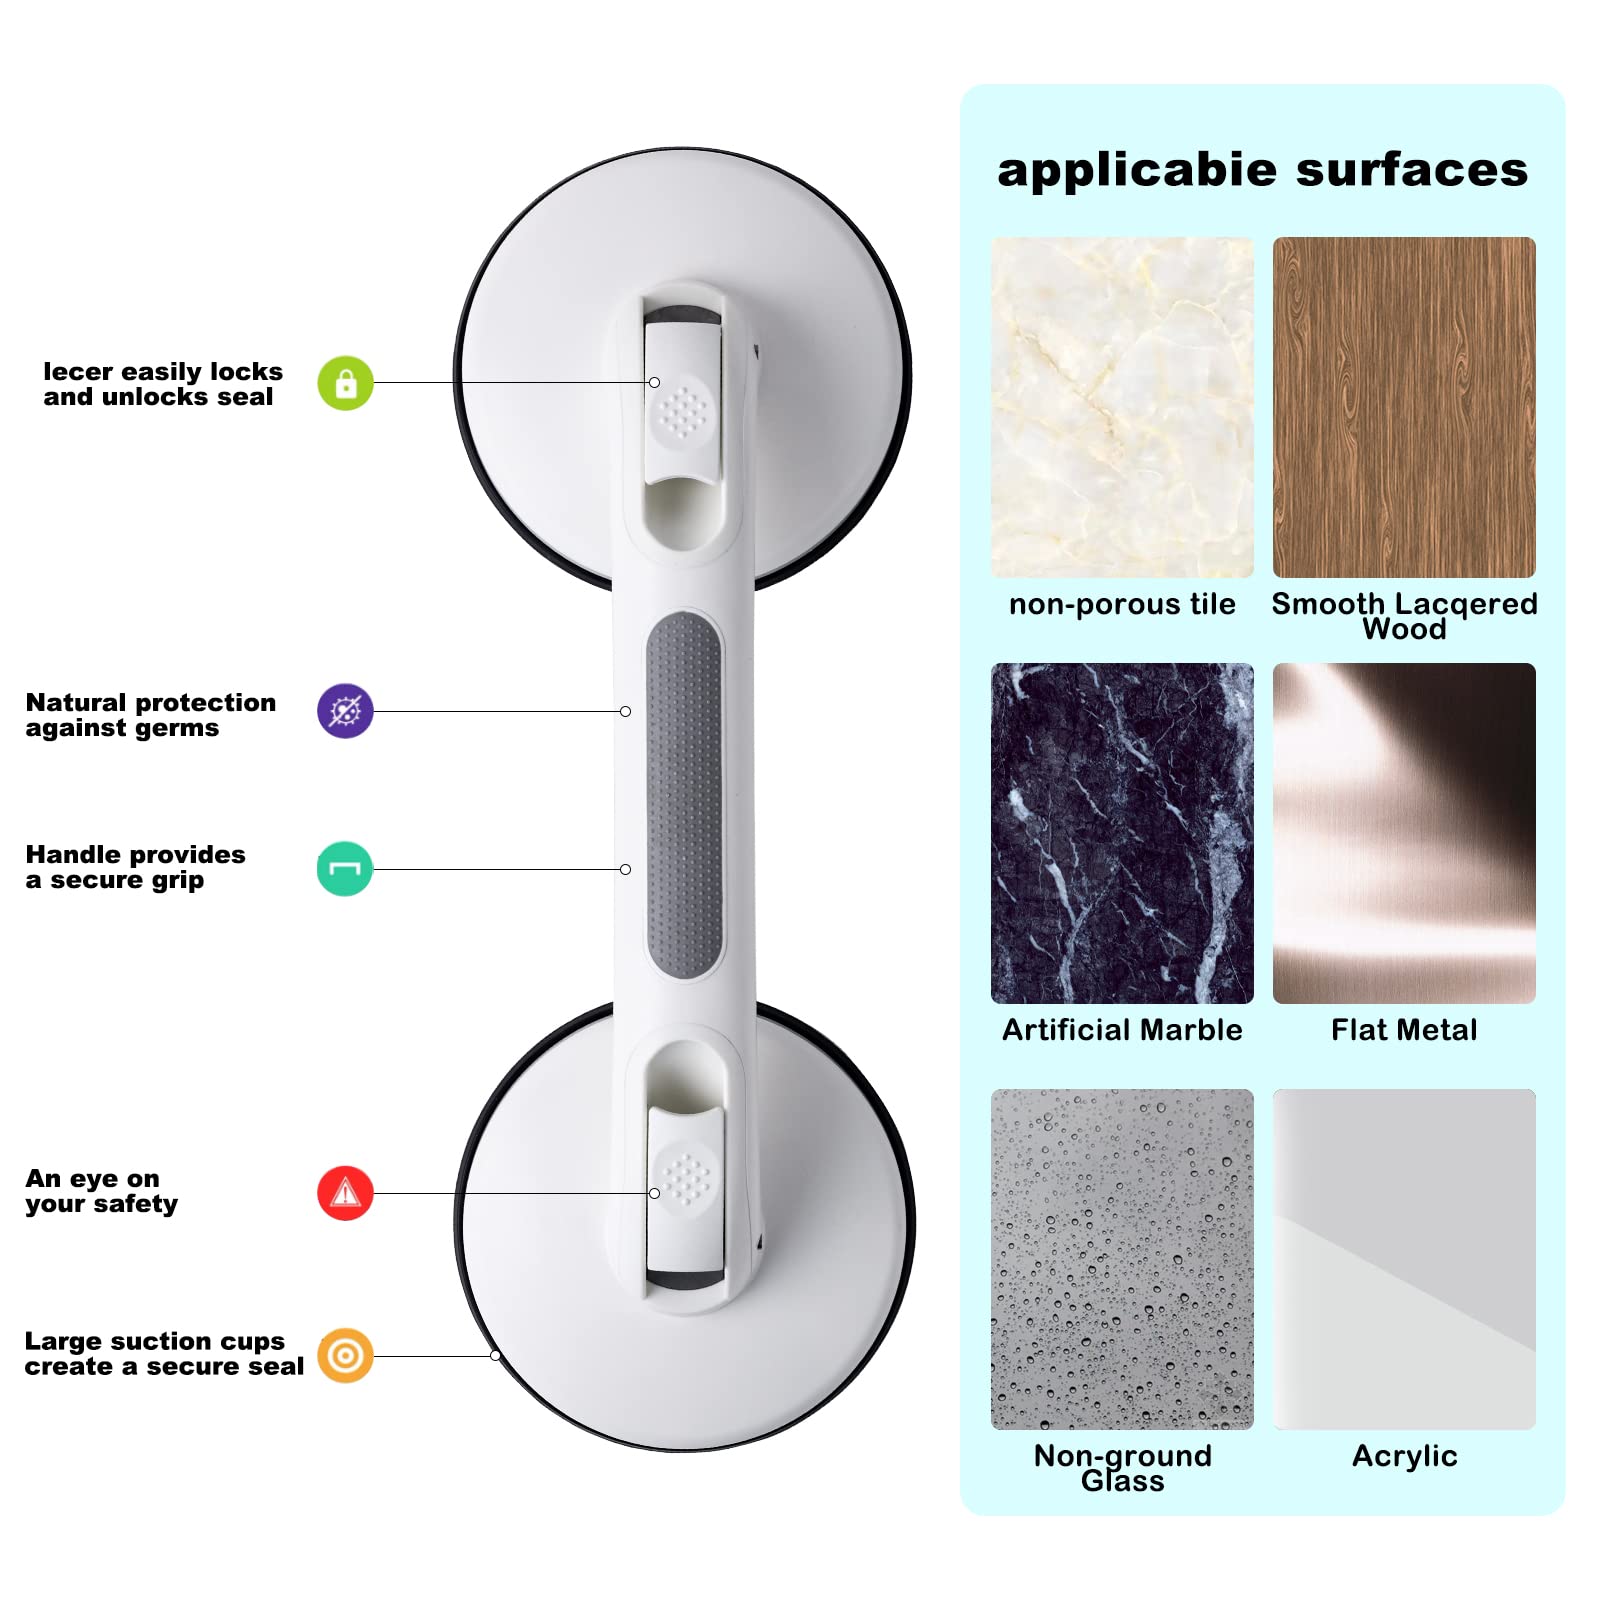 lecer easily locks
and unlocks seal
Natural protection
against germs
Handle provides
a secure grip
An eye on
your safety
Large suction cups
create a secure seal
applicabie surfaces
non-porous tile
Smooth Lacqered
Wood
Artificial Marble
Flat Metal
Non-ground
Glass
Acrylic